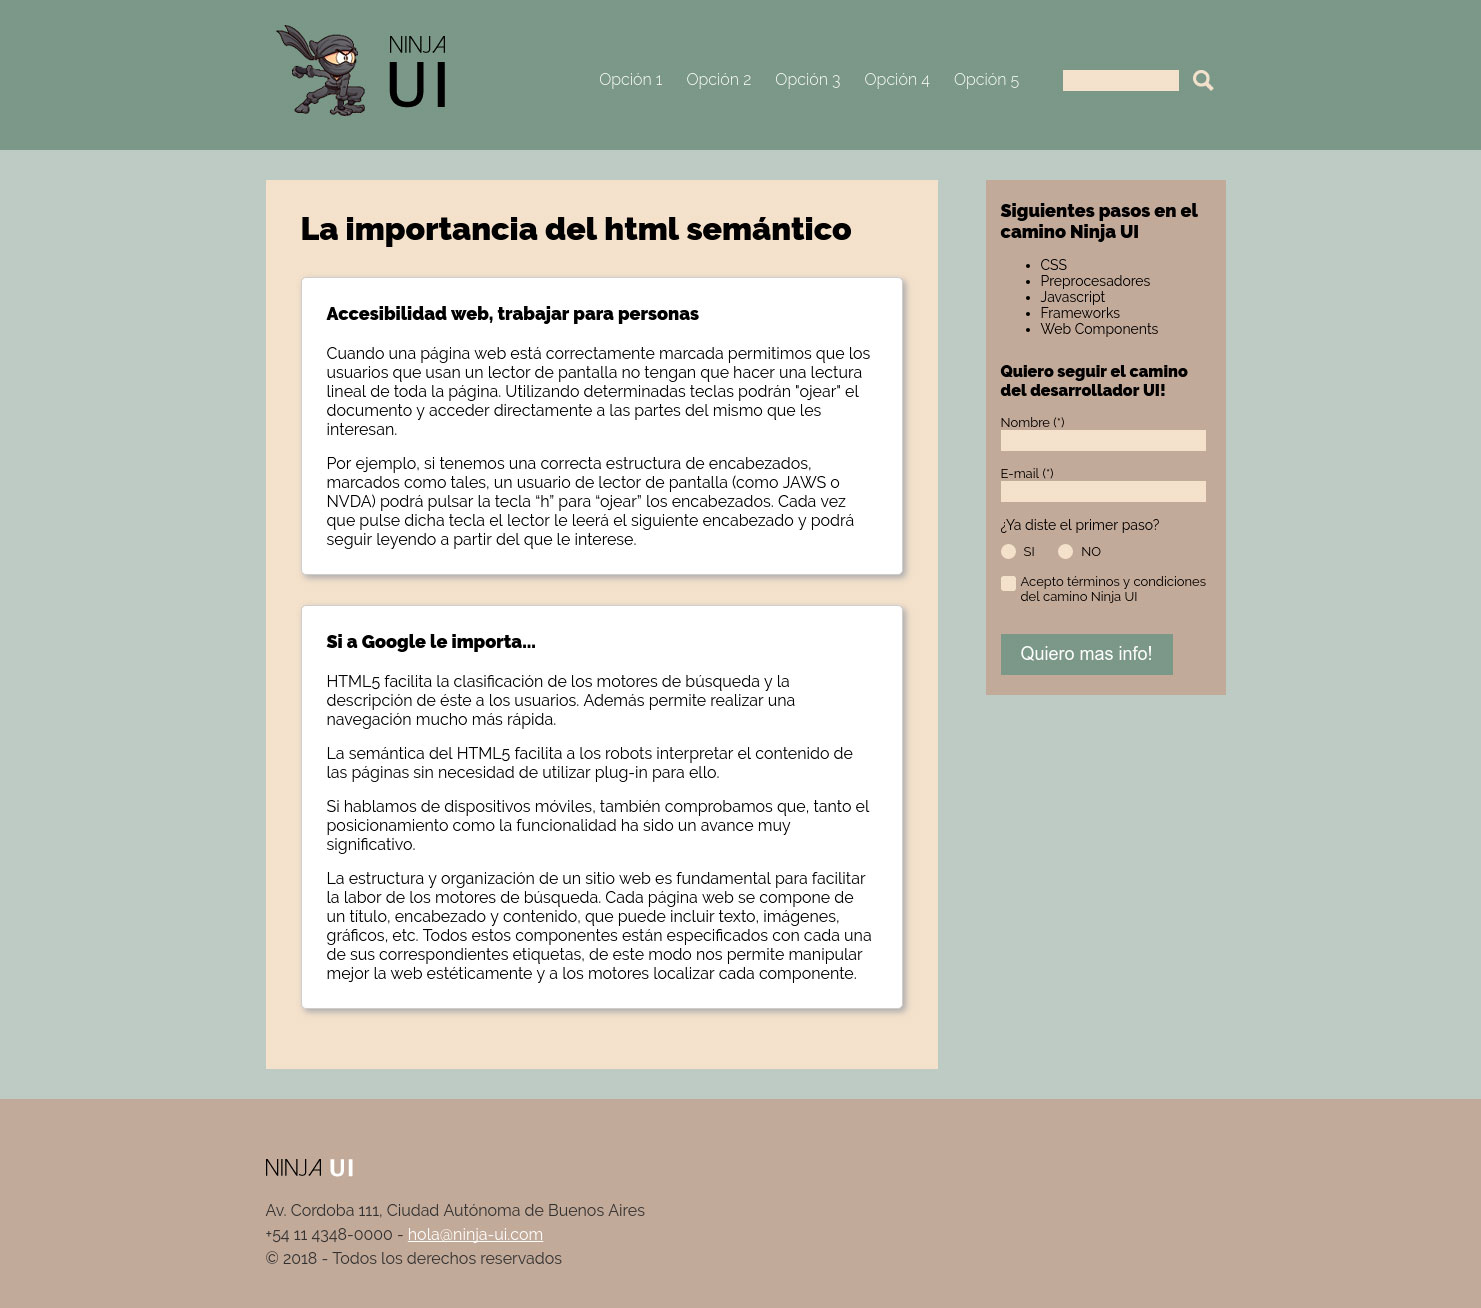 NINJA
UI
Opción 1 Opción 2 Opción 3 Opción 4 Opción 5
La importancia del html semántico
Accesibilidad web, trabajar para personas
Cuando una página web está correctamente marcada permitimos que los
usuarios que usan un lector de pantalla no tengan que hacer una lectura
lineal de toda la página. Utilizando determinadas teclas podrán "ojear" el
documento y acceder directamente a las partes del mismo que les
interesan.
Por ejemplo, si tenemos una correcta estructura de encabezados,
marcados como tales, un usuario de lector de pantalla (como JAWS o
NVDA) podrá pulsar la tecla “h” para “ojear” los encabezados. Cada vez
que pulse dicha tecla el lector le leerá el siguiente encabezado y podrá
seguir leyendo a partir del que le interese.
Si a Google le importa...
HTML5 facilita la clasificación de los motores de búsqueda y la
descripción de éste a los usuarios. Además permite realizar una
navegación mucho más rápida.
La semántica del HTML5 facilita a los robots interpretar el contenido de
las páginas sin necesidad de utilizar plug-in para ello.
Si hablamos de dispositivos móviles, también comprobamos que, tanto el
posicionamiento como la funcionalidad ha sido un avance muy
significativo.
La estructura y organización de un sitio web es fundamental para facilitar
la labor de los motores de búsqueda. Cada página web se compone de
un título, encabezado y contenido, que puede incluir texto, imágenes,
gráficos, etc. Todos estos componentes están especificados con cada una
de sus correspondientes etiquetas, de este modo nos permite manipular
mejor la web estéticamente y a los motores localizar cada componente.
Siguientes pasos en el
camino Ninja UI
• CSS
• Preprocesadores
• Javascript
• Frameworks
• Web Components
Quiero seguir el camino
del desarrollador UI!
Nombre (*)
E-mail (*)
¿Ya diste el primer paso?
SI NO
Acepto términos y condiciones
del camino Ninja UI
Quiero mas info!
NINJA UI
Av. Cordoba 111, Ciudad Autónoma de Buenos Aires
+54 11 4348-0000 - hola@ninja-ui.com
© 2018 - Todos los derechos reservados